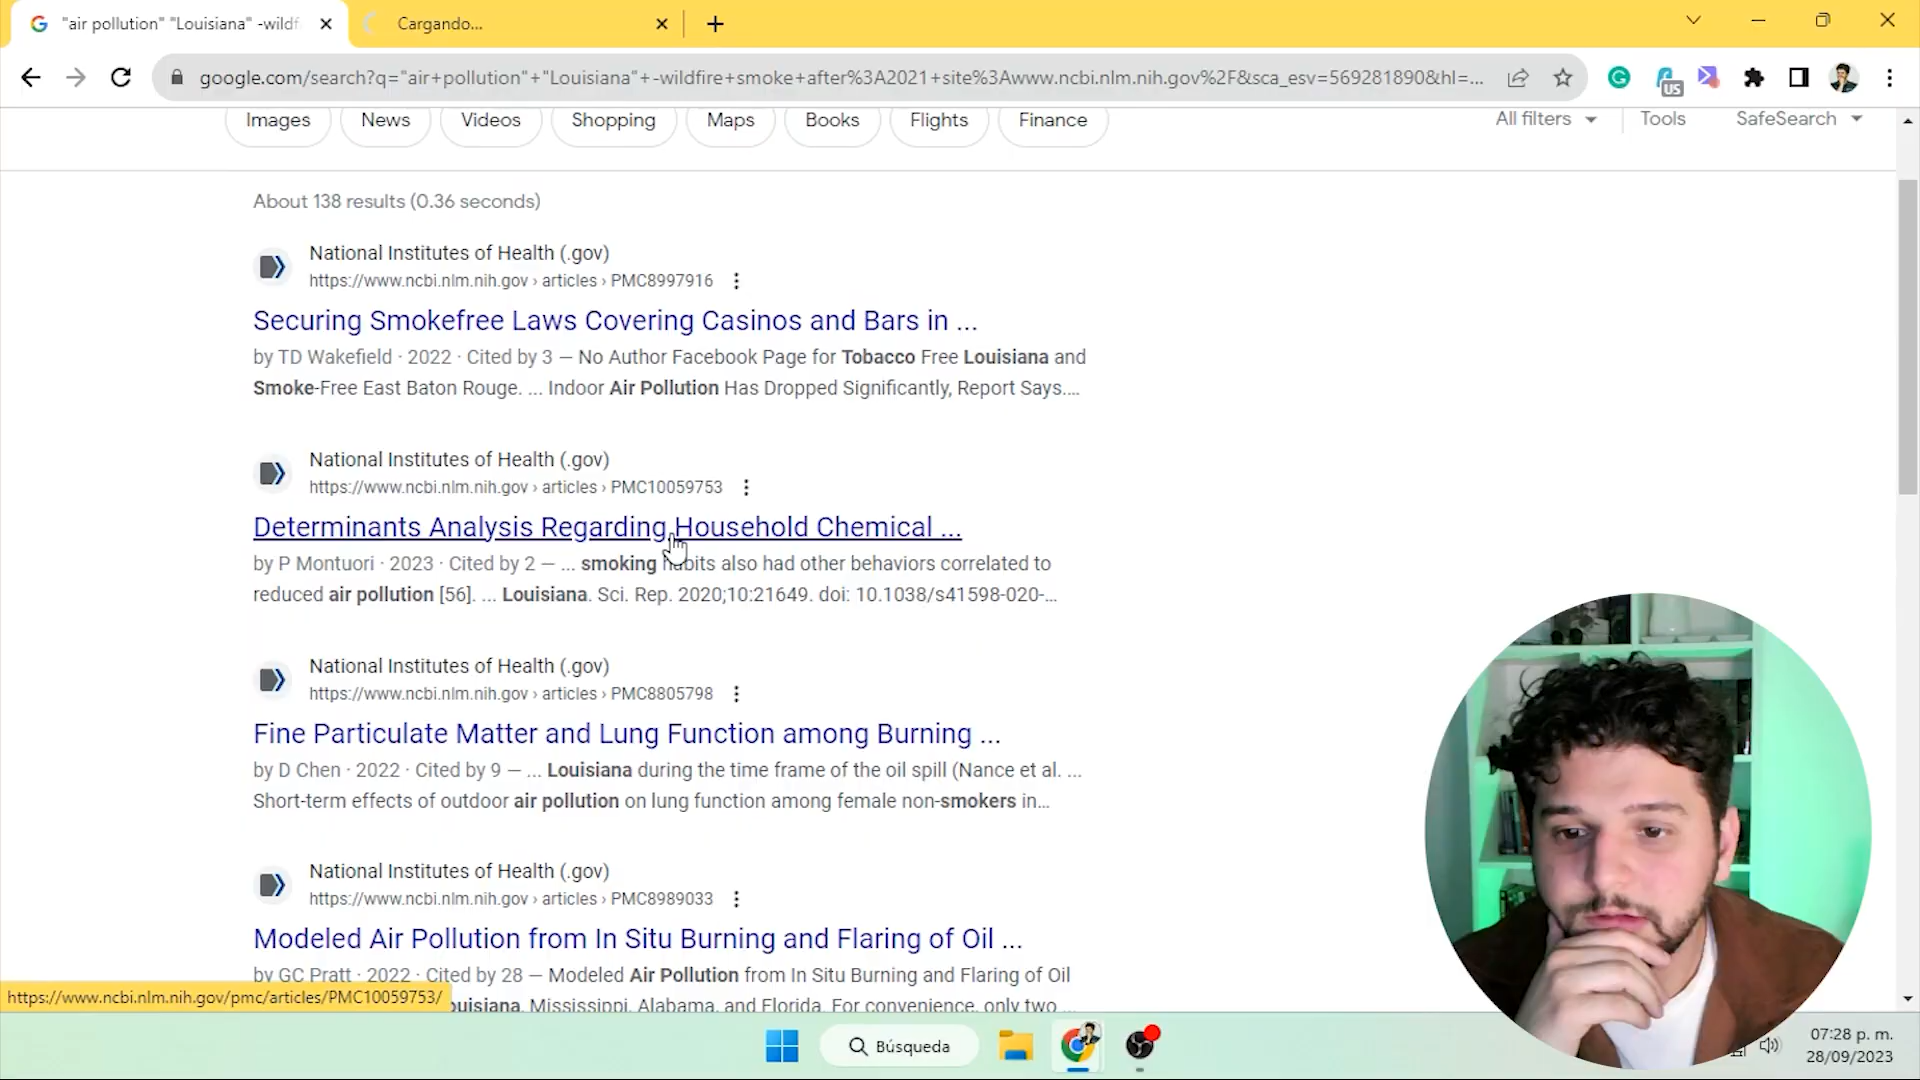 "air pollution" "Louisiana" -wildf
Cargando...
google.com/search?q="air+pollution"+"Louisiana"+-wildfire+smoke+after%3A2021+site%3Awww.ncbi.nlm.nih.gov%2F&sca_esv=569281890&hl=...
US
Images
News
Videos
Shopping
Maps
Books
Flights
Finance
All filters
Tools
SafeSearch
About 138 results (0.36 seconds)
National Institutes of Health (.gov)
https://www.ncbi.nlm.nih.gov › articles › PMC8997916
Securing Smokefree Laws Covering Casinos and Bars in ...
by TD Wakefield · 2022 · Cited by 3 — No Author Facebook Page for Tobacco Free Louisiana and
Smoke-Free East Baton Rouge. ... Indoor Air Pollution Has Dropped Significantly, Report Says....
National Institutes of Health (.gov)
https://www.ncbi.nlm.nih.gov › articles › PMC10059753
Determinants Analysis Regarding Household Chemical ...
by P Montuori · 2023 · Cited by 2 — ... smoking habits also had other behaviors correlated to
reduced air pollution [56]. ... Louisiana. Sci. Rep. 2020;10:21649. doi: 10.1038/s41598-020-...
National Institutes of Health (.gov)
https://www.ncbi.nlm.nih.gov › articles › PMC8805798
Fine Particulate Matter and Lung Function among Burning ...
by D Chen · 2022 · Cited by 9 — ... Louisiana during the time frame of the oil spill (Nance et al. ...
Short-term effects of outdoor air pollution on lung function among female non-smokers in...
National Institutes of Health (.gov)
https://www.ncbi.nlm.nih.gov › articles › PMC8989033
Modeled Air Pollution from In Situ Burning and Flaring of Oil ...
by GC Pratt · 2022 · Cited by 28 — Modeled Air Pollution from In Situ Burning and Flaring of Oil
https://www.ncbi.nlm.nih.gov/pmc/articles/PMC10059753/
ouisiana, Mississippi, Alabama, and Florida. For convenience, only two ...
Búsqueda
07:28 p. m.
28/09/2023